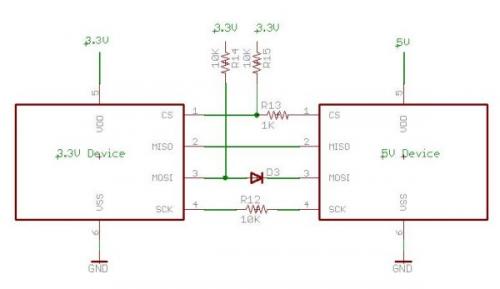 3.3V
3.3V
3.3V
5V
10K
R14
10K
R15
5
VDD
5
VDD
CS
1
R13
1K
1
CS
3.3V Device
MISO
2
2
MISO
5V Device
MOSI
3
D3
3
MOSI
VSS
SCK
4
R12
10K
4
SCK
VSS
6
6
GND
GND